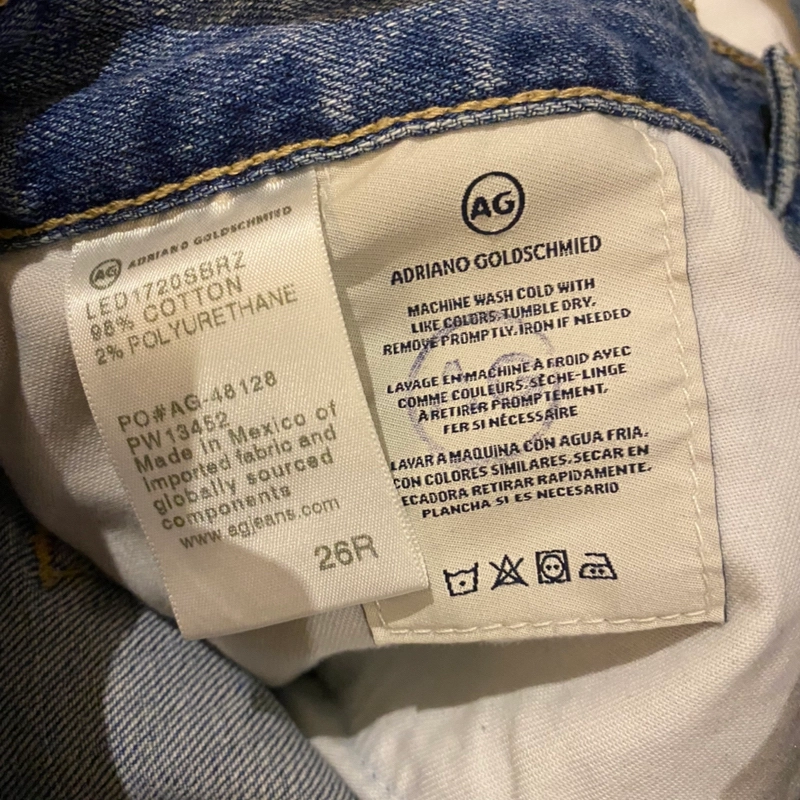 AG ADRIANO GOLDSCHMIED
LED1720SBRZ
98% COTTON
2% POLYURETHANE
PO#AG-48128
PW13452
Made in Mexico of
Imported fabric and
globally sourced
components
www.agjeans.com
26R
AG
ADRIANO GOLDSCHMIED
MACHINE WASH COLD WITH
LIKE COLORS.TUMBLE DRY.
REMOVE PROMPTLY.IRON IF NEEDED
LAVAGE EN MACHINE À FROID AVEC
COMME COULEURS.SÈCHE-LINGE
À RETIRER PROMPTEMENT.
FER SI NÉCESSAIRE
LAVAR A MAQUINA CON AGUA FRIA.
CON COLORES SIMILARES.SECAR EN
ECADORA RETIRAR RAPIDAMENTE.
PLANCHA SI ES NECESARIO